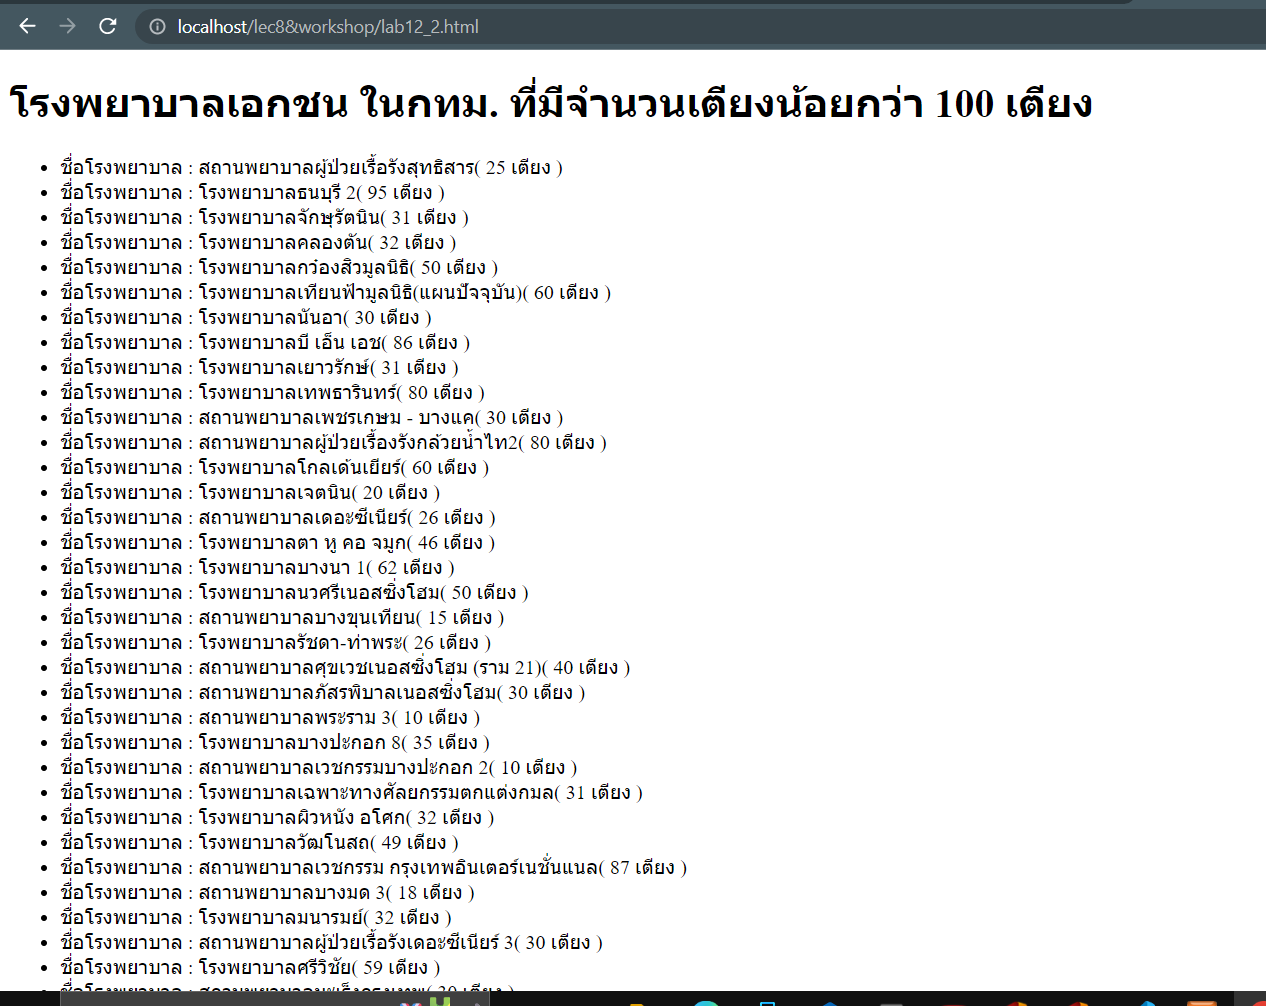 localhost/lec8&workshop/lab12_2.html
โรงพยาบาลเอกชน ในกทม. ที่มีจำนวนเตียงน้อยกว่า 100 เตียง
• ชื่อโรงพยาบาล : สถานพยาบาลผู้ป่วยเรื้อรังสุทธิสาร( 25 เตียง )
• ชื่อโรงพยาบาล : โรงพยาบาลธนบุรี 2( 95 เตียง )
• ชื่อโรงพยาบาล : โรงพยาบาลจักษุรัตนิน( 31 เตียง )
• ชื่อโรงพยาบาล : โรงพยาบาลคลองตัน( 32 เตียง )
• ชื่อโรงพยาบาล : โรงพยาบาลกว๋องสิวมูลนิธิ( 50 เตียง )
• ชื่อโรงพยาบาล : โรงพยาบาลเทียนฟ้ามูลนิธิ(แผนปัจจุบัน)( 60 เตียง )
• ชื่อโรงพยาบาล : โรงพยาบาลนันอา( 30 เตียง )
• ชื่อโรงพยาบาล : โรงพยาบาลบี เอ็น เอช( 86 เตียง )
• ชื่อโรงพยาบาล : โรงพยาบาลเยาวรักษ์( 31 เตียง )
• ชื่อโรงพยาบาล : โรงพยาบาลเทพธารินทร์( 80 เตียง )
• ชื่อโรงพยาบาล : สถานพยาบาลเพชรเกษม - บางแค( 30 เตียง )
• ชื่อโรงพยาบาล : สถานพยาบาลผู้ป่วยเรื้องรังกล้วยน้ำไท2( 80 เตียง )
• ชื่อโรงพยาบาล : โรงพยาบาลโกลเด้นเยียร์( 60 เตียง )
• ชื่อโรงพยาบาล : โรงพยาบาลเจตนิน( 20 เตียง )
• ชื่อโรงพยาบาล : สถานพยาบาลเดอะซีเนียร์( 26 เตียง )
• ชื่อโรงพยาบาล : โรงพยาบาลตา หู คอ จมูก( 46 เตียง )
• ชื่อโรงพยาบาล : โรงพยาบาลบางนา 1( 62 เตียง )
• ชื่อโรงพยาบาล : โรงพยาบาลนวศรีเนอสซิ่งโฮม( 50 เตียง )
• ชื่อโรงพยาบาล : สถานพยาบาลบางขุนเทียน( 15 เตียง )
• ชื่อโรงพยาบาล : โรงพยาบาลรัชดา-ท่าพระ( 26 เตียง )
• ชื่อโรงพยาบาล : สถานพยาบาลศุขเวชเนอสซิ่งโฮม (ราม 21)( 40 เตียง )
• ชื่อโรงพยาบาล : สถานพยาบาลภัสรพิบาลเนอสซิ่งโฮม( 30 เตียง )
• ชื่อโรงพยาบาล : สถานพยาบาลพระราม 3( 10 เตียง )
• ชื่อโรงพยาบาล : โรงพยาบาลบางปะกอก 8( 35 เตียง )
• ชื่อโรงพยาบาล : สถานพยาบาลเวชกรรมบางปะกอก 2( 10 เตียง )
• ชื่อโรงพยาบาล : โรงพยาบาลเฉพาะทางศัลยกรรมตกแต่งกมล( 31 เตียง )
• ชื่อโรงพยาบาล : โรงพยาบาลผิวหนัง อโศก( 32 เตียง )
• ชื่อโรงพยาบาล : โรงพยาบาลวัฒโนสถ( 49 เตียง )
• ชื่อโรงพยาบาล : สถานพยาบาลเวชกรรม กรุงเทพอินเตอร์เนชั่นแนล( 87 เตียง )
• ชื่อโรงพยาบาล : สถานพยาบาลบางมด 3( 18 เตียง )
• ชื่อโรงพยาบาล : โรงพยาบาลมนารมย์( 32 เตียง )
• ชื่อโรงพยาบาล : สถานพยาบาลผู้ป่วยเรื้อรังเดอะซีเนียร์ 3( 30 เตียง )
• ชื่อโรงพยาบาล : โรงพยาบาลศรีวิชัย( 59 เตียง )